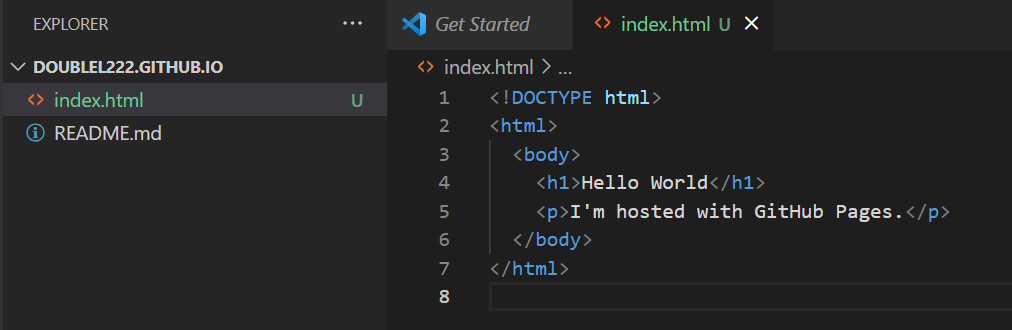 EXPLORER ...
DOUBLEL222.GITHUB.IO
index.html U
README.md
Get Started
index.html U
index.html > ...
1 <!DOCTYPE html>
2 <html>
3   <body>
4     <h1>Hello World</h1>
5     <p>I'm hosted with GitHub Pages.</p>
6   </body>
7 </html>
8